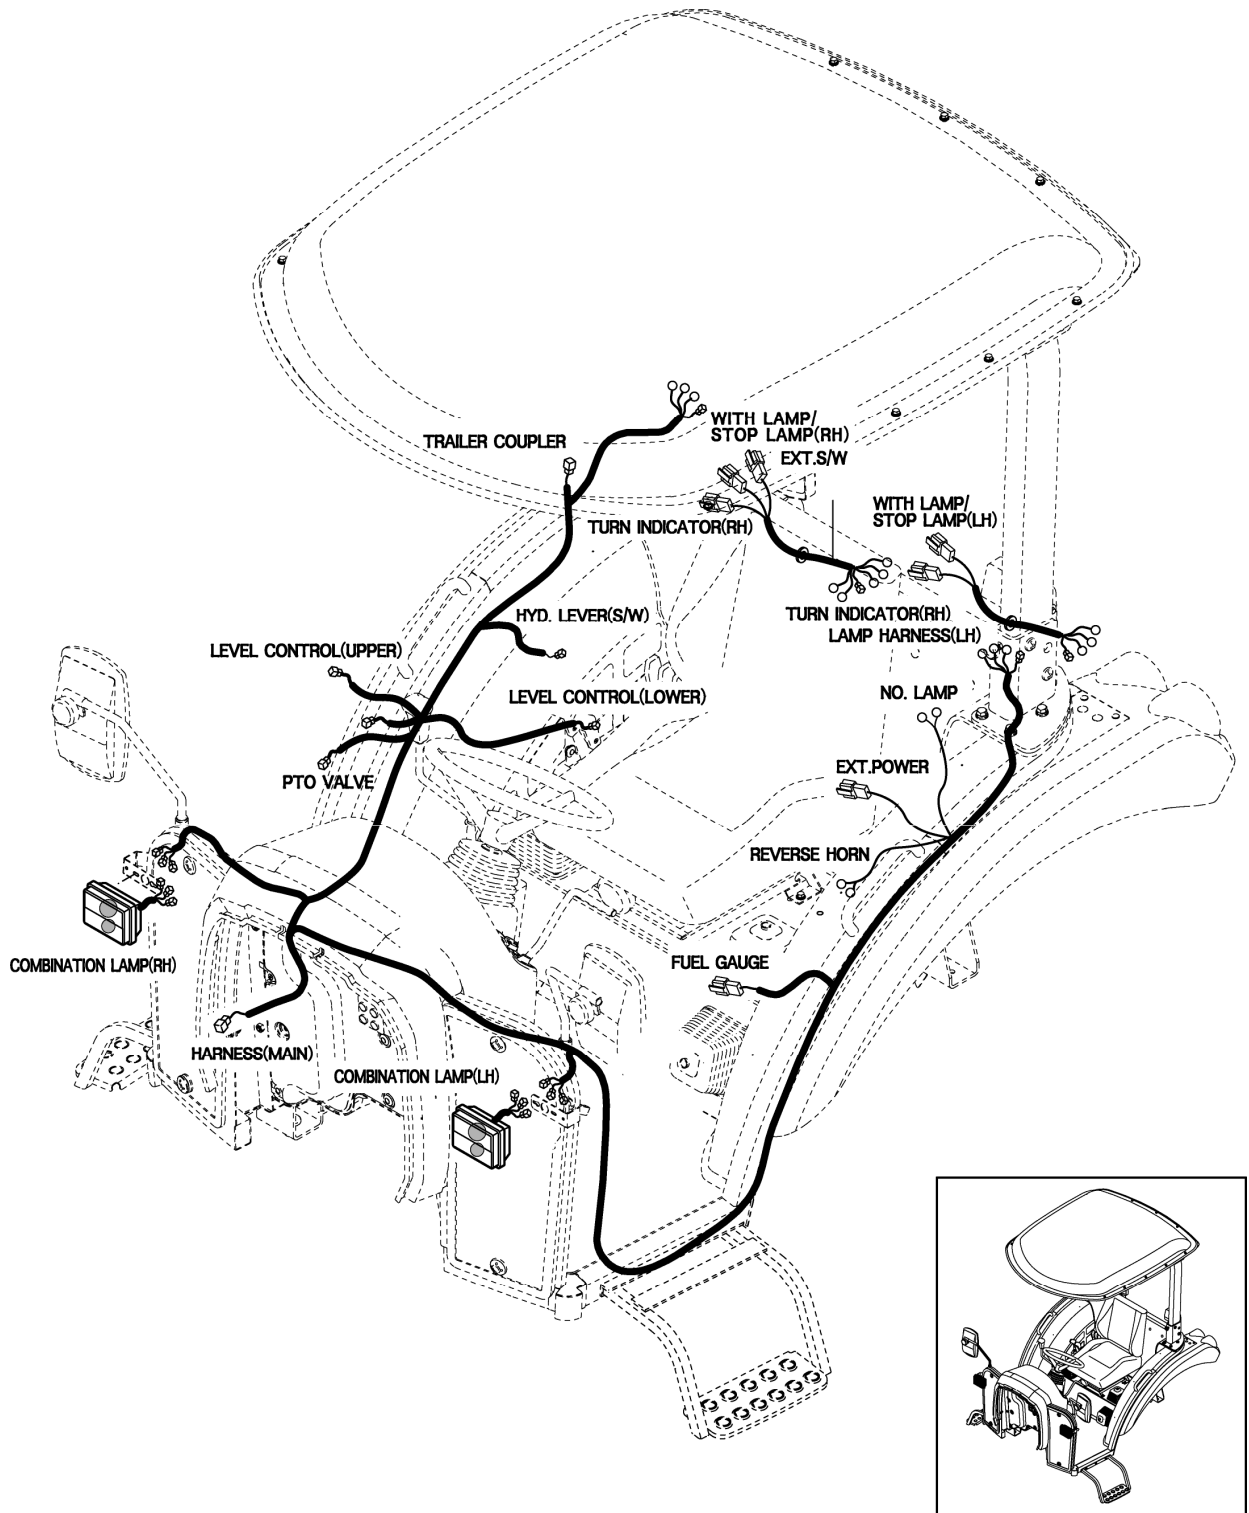 WITH LAMP/
STOP LAMP(RH)
TRAILER COUPLER
EXT.S/W
WITH LAMP/
STOP LAMP(LH)
TURN INDICATOR(RH)
HYD. LEVER(S/W)
TURN INDICATOR(RH)
LAMP HARNESS(LH)
LEVEL CONTROL(UPPER)
LEVEL CONTROL(LOWER)
NO. LAMP
PTO VALVE
EXT.POWER
REVERSE HORN
COMBINATION LAMP(RH)
FUEL GAUGE
HARNESS(MAIN)
COMBINATION LAMP(LH)